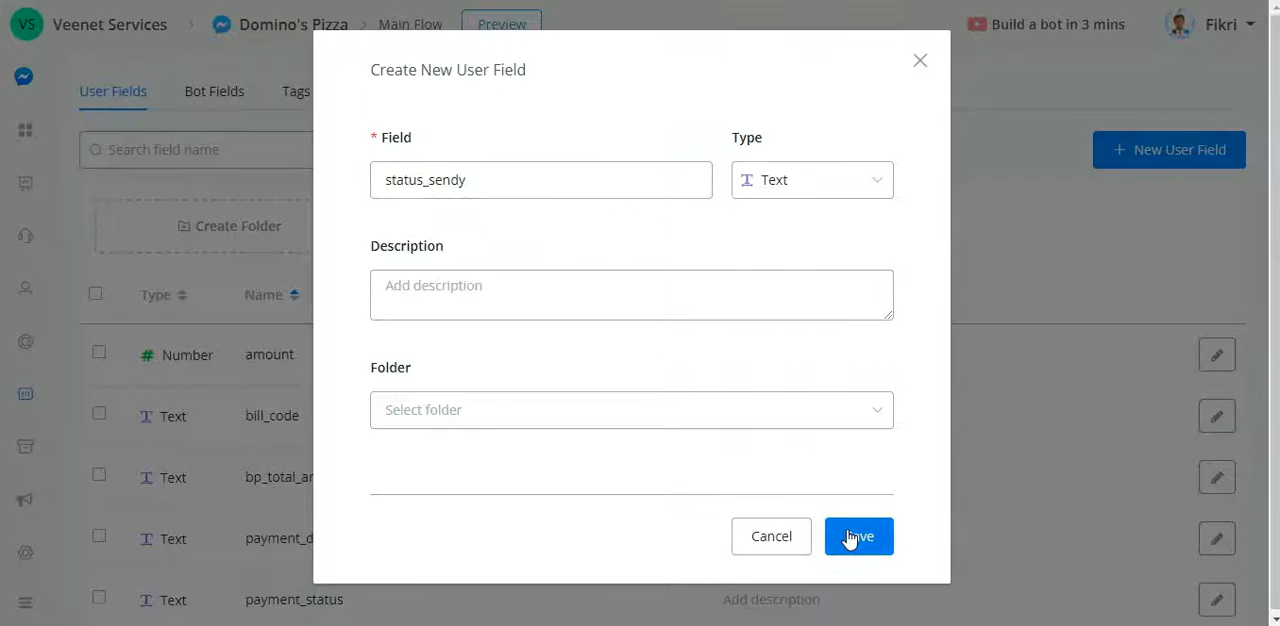 VS Veenet Services > Domino's Pizza > Main Flow Preview Build a bot in 3 mins Fikri
User Fields Bot Fields Tags
Search field name
+ New User Field
Create Folder
Type Name
# Number amount
T Text bill_code
T Text
T Text
T Text payment_status Add description
Create New User Field
* Field Type
status_sendy T Text
Description
Add description
Folder
Select folder
Cancel